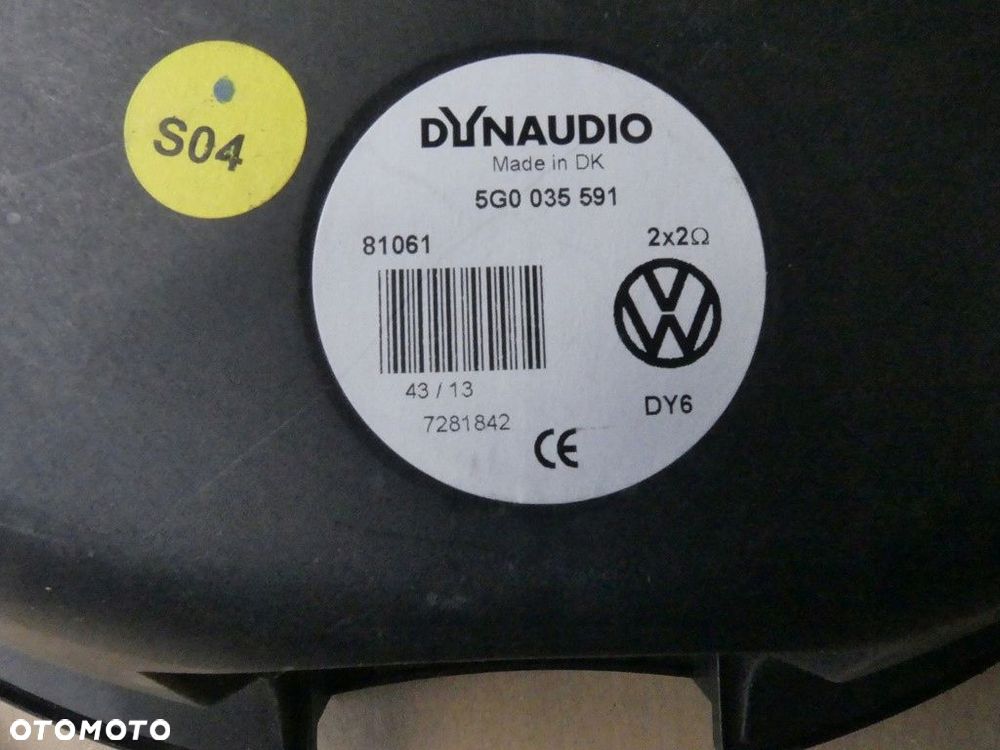 S04
DYNAUDIO
Made in DK
5G0 035 591
81061
2x2Ω
43 / 13
7281842
DY6
CE
OTOMOTO